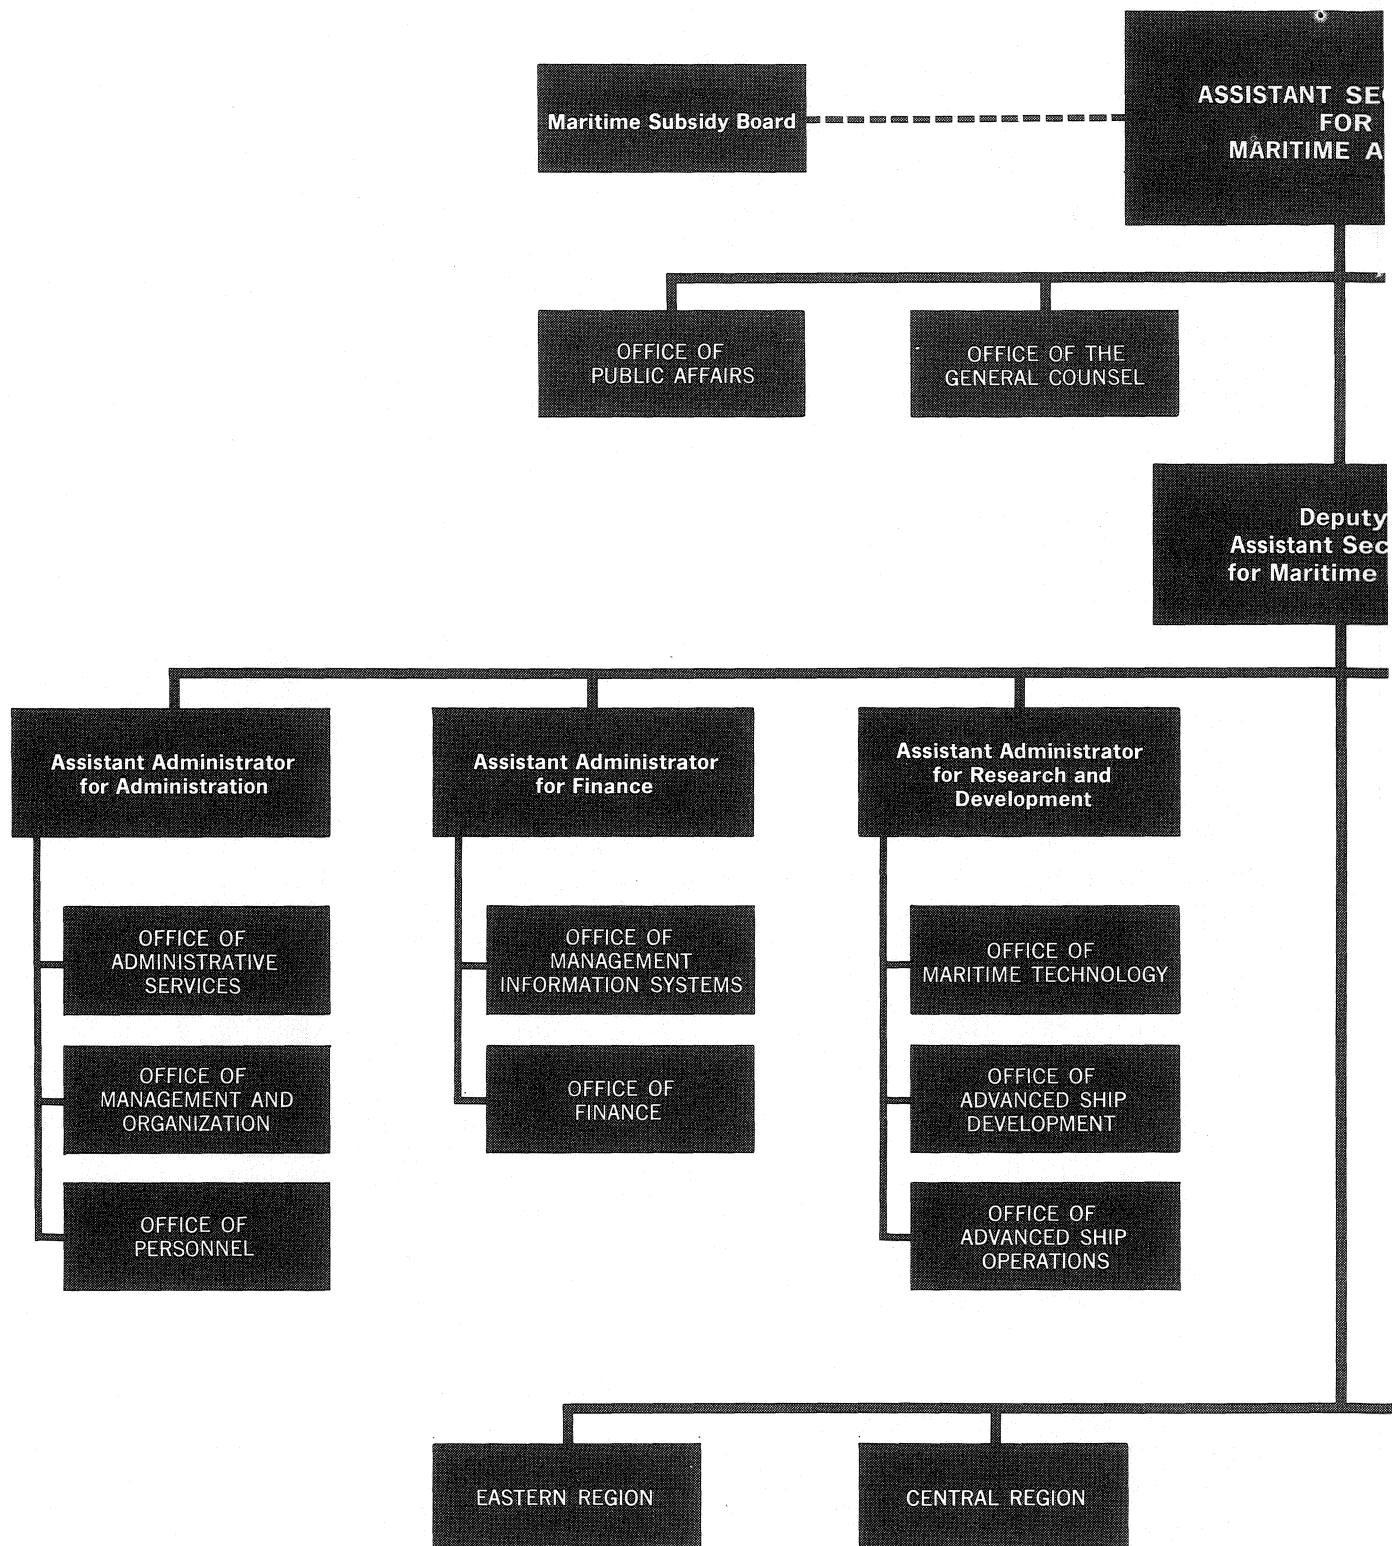 Maritime Subsidy Board
ASSISTANT SEC
FOR
MARITIME A
OFFICE OF
PUBLIC AFFAIRS
OFFICE OF THE
GENERAL COUNSEL
Deputy
Assistant Sec
for Maritime
Assistant Administrator
for Administration
Assistant Administrator
for Finance
Assistant Administrator
for Research and
Development
OFFICE OF
ADMINISTRATIVE
SERVICES
OFFICE OF
MANAGEMENT
INFORMATION SYSTEMS
OFFICE OF
MARITIME TECHNOLOGY
OFFICE OF
MANAGEMENT AND
ORGANIZATION
OFFICE OF
FINANCE
OFFICE OF
ADVANCED SHIP
DEVELOPMENT
OFFICE OF
PERSONNEL
OFFICE OF
ADVANCED SHIP
OPERATIONS
EASTERN REGION
CENTRAL REGION